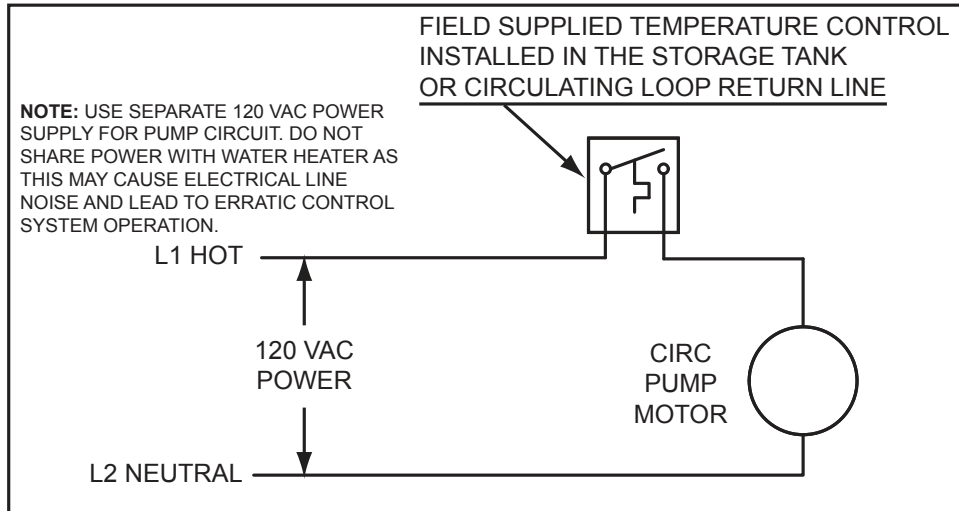 FIELD SUPPLIED TEMPERATURE CONTROL
INSTALLED IN THE STORAGE TANK
OR CIRCULATING LOOP RETURN LINE
NOTE: USE SEPARATE 120 VAC POWER
SUPPLY FOR PUMP CIRCUIT. DO NOT
SHARE POWER WITH WATER HEATER AS
THIS MAY CAUSE ELECTRICAL LINE
NOISE AND LEAD TO ERRATIC CONTROL
SYSTEM OPERATION.
L1 HOT
120 VAC
POWER
CIRC
PUMP
MOTOR
L2 NEUTRAL